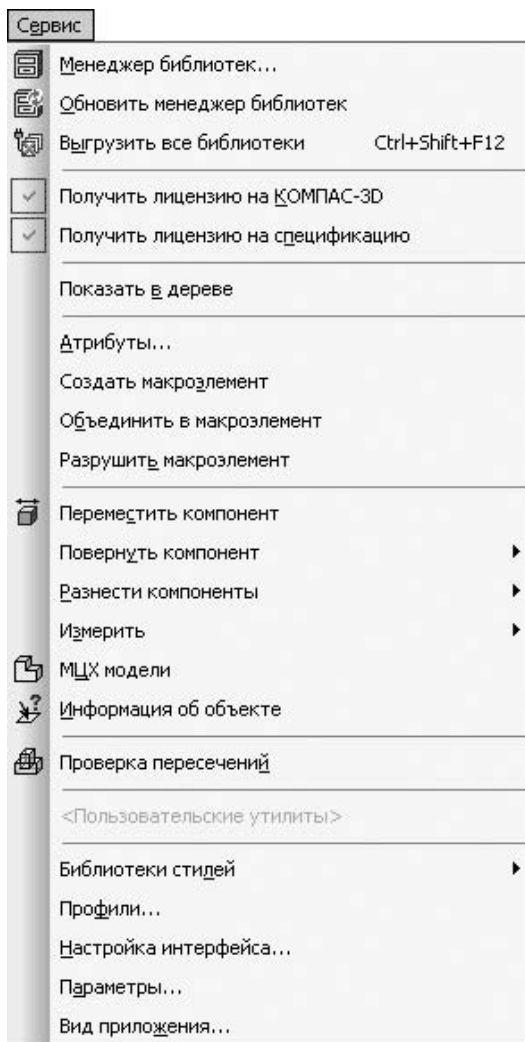 Сервис
Менеджер библиотек...
Обновить менеджер библиотек
Выгрузить все библиотеки Ctrl+Shift+F12
Получить лицензию на КОМПАС-3D
Получить лицензию на спецификацию
Показать в дереве
Атрибуты...
Создать макроэлемент
Объединить в макроэлемент
Разрушить макроэлемент
Переместить компонент
Повернуть компонент
Разнести компоненты
Измерить
МЦХ модели
Информация об объекте
Проверка пересечений
<Пользовательские утилиты>
Библиотеки стилей
Профили...
Настройка интерфейса...
Параметры...
Вид приложения...